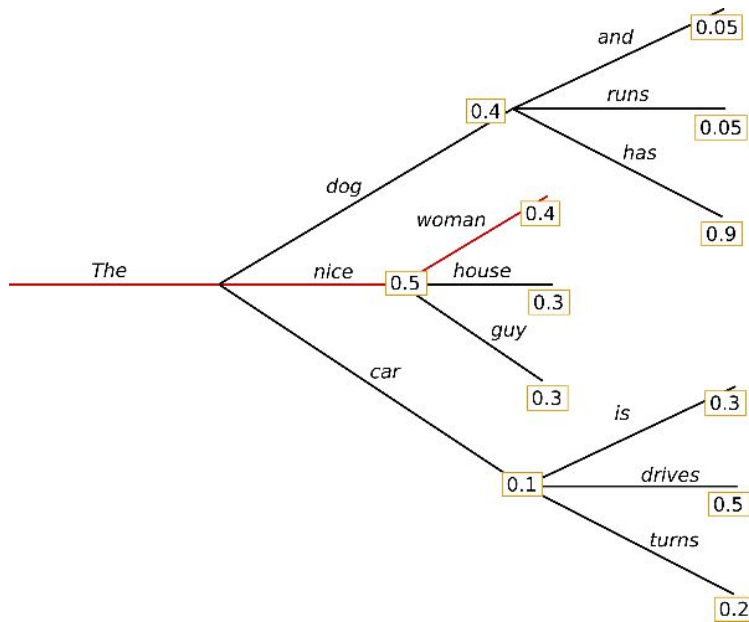 and
0.05
0.4
runs
0.05
has
0.9
dog
woman
0.4
The
nice
0.5
house
0.3
guy
0.3
car
is
0.3
0.1
drives
0.5
turns
0.2